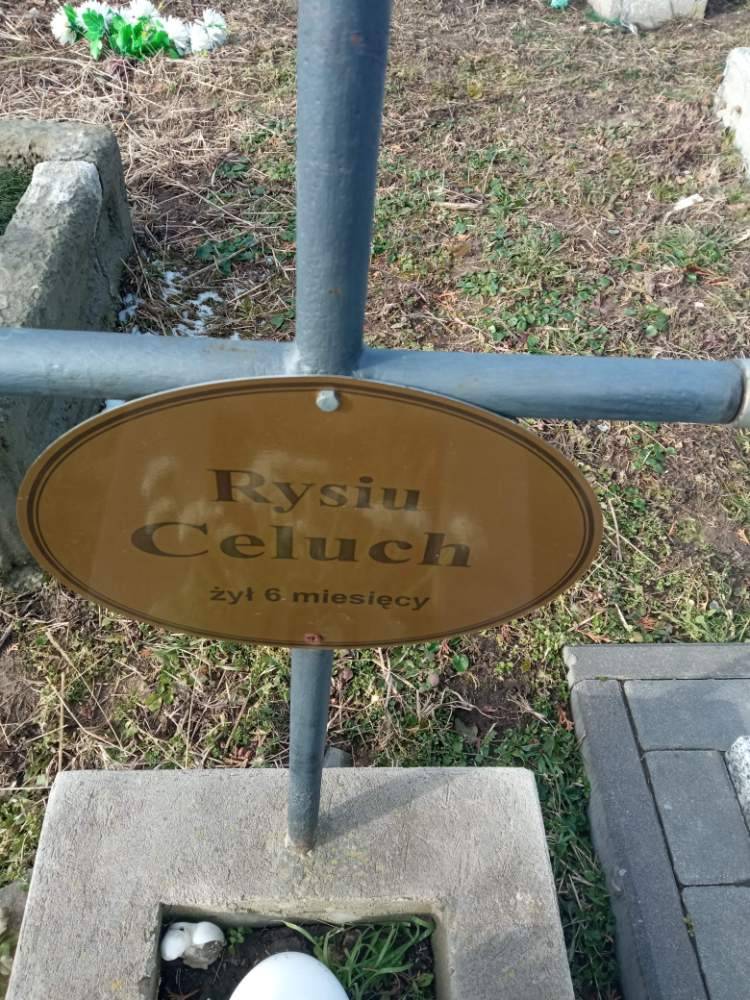 Rysiu
Celuch
żył 6 miesięcy